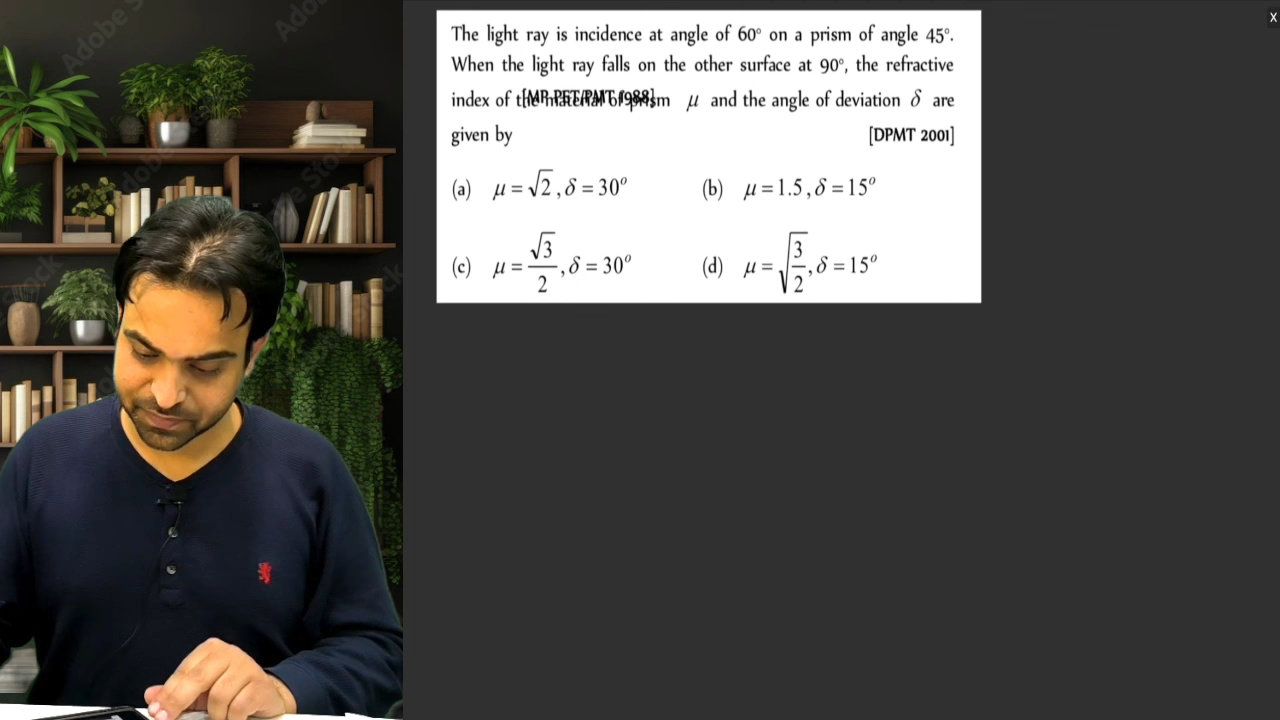 The light ray is incidence at angle of 60° on a prism of angle 45°.
When the light ray falls on the other surface at 90°, the refractive
index of the material of prism μ and the angle of deviation δ are
[MP PET/PMT 1988]
given by [DPMT 2001]
(a) μ = √2, δ = 30° (b) μ = 1.5, δ = 15°
(c) μ = √3/2, δ = 30° (d) μ = √(3/2), δ = 15°
X
Adobe Stock